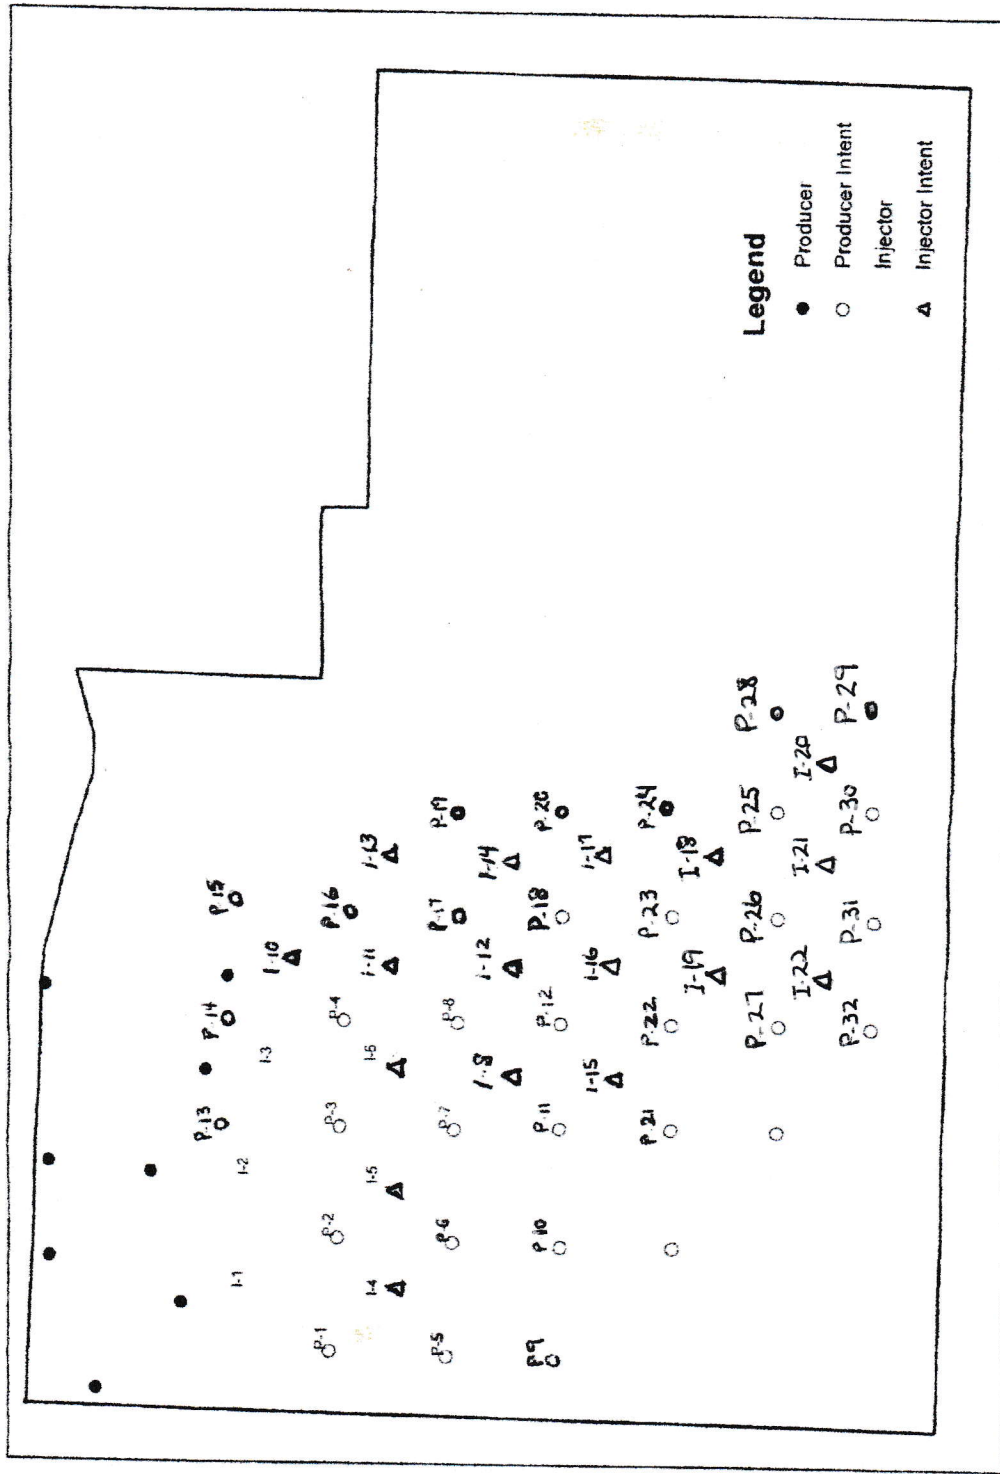 P-15
P-14
P-13
I-10
I-3
I-2
I-1
P-16
P-4
P-3
P-2
P-1
I-13
I-11
I-6
I-5
I-4
P-19
P-17
P-8
P-7
P-6
P-5
I-14
I-12
I-8
P-20
P-18
P-12
P-11
P-10
P-9
I-17
I-16
I-15
P-24
P-23
P-22
P-21
I-18
I-19
P-28
P-25
P-26
P-27
I-20
I-21
I-22
P-29
P-30
P-31
P-32
Legend
Producer
Producer Intent
Injector
Injector Intent